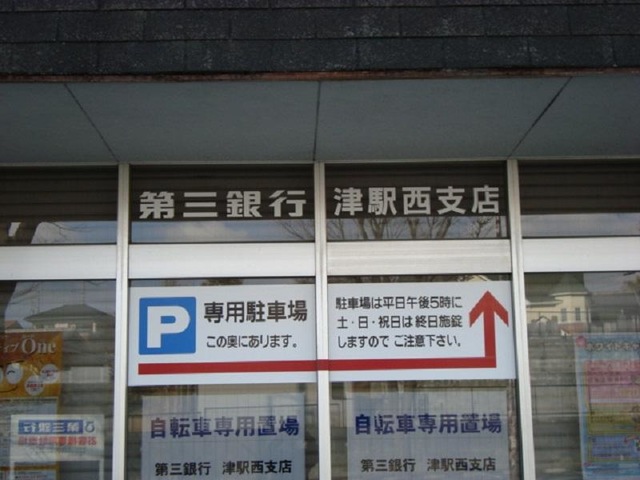 第三銀行 津駅西支店
P 専用駐車場
この奥にあります。
駐車場は平日午後5時に
土・日・祝日は終日施錠
しますので ご注意下さい。
One
自転車専用置場
第三銀行 津駅西支店
自転車専用置場
第三銀行 津駅西支店